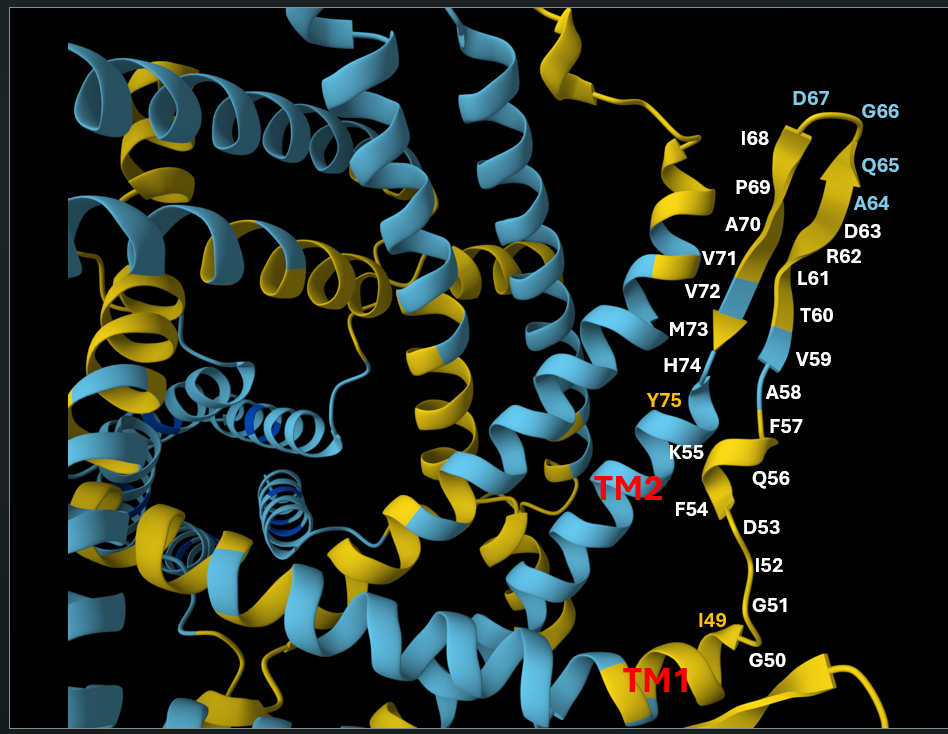 D67
G66
I68
Q65
P69
A64
A70
D63
R62
V71
L61
V72
T60
M73
V59
H74
A58
Y75
F57
K55
Q56
TM2
F54
D53
I52
G51
I49
G50
TM1